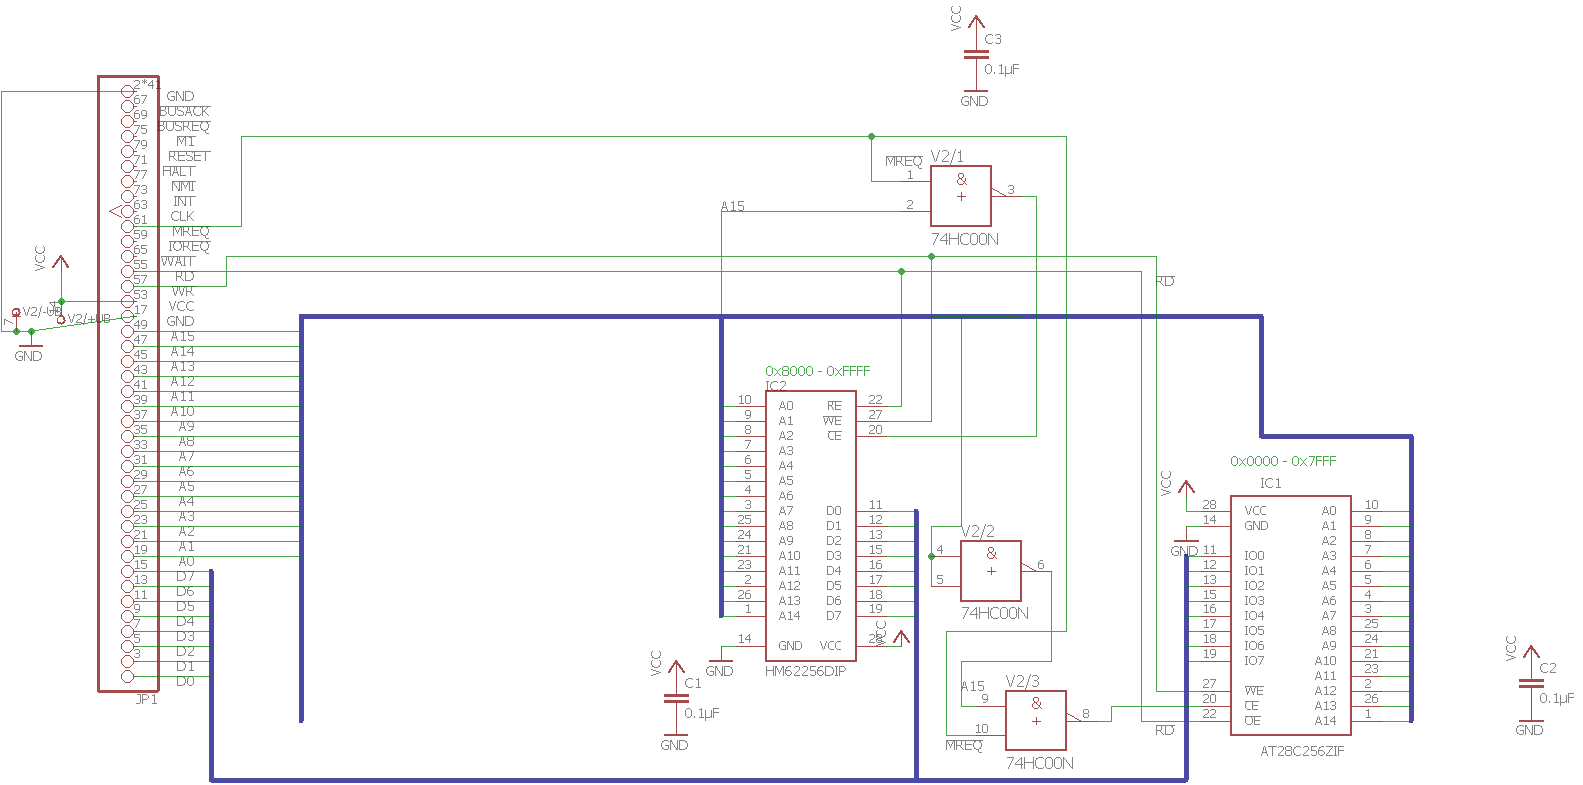 VCC
C3
0.1µF
GND
2*41
GND
67
BUSACK
69
BUSREQ
75
M1
79
RESET
71
HALT
77
NMI
73
INT
63
CLK
61
MREQ
59
IOREQ
65
WAIT
55
RD
57
WR
53
VCC
17
GND
49
A15
47
A14
45
A13
43
A12
41
A11
39
A10
37
A9
35
A8
33
A7
31
A6
29
A5
27
A4
25
A3
23
A2
21
A1
19
A0
15
D7
13
D6
11
D5
9
D4
7
D3
5
D2
3
D1
D0
JP1
VCC
7
V2/-UB
14
V2/+UB
GND
MREQ
V2/1
1
&
3
A15
2
+
74HC00N
RD
0x8000 - 0xFFFF
IC2
10 A0 RE 22
9 A1 WE 27
8 A2 CE 20
7 A3
6 A4
5 A5
4 A6
3 A7 D0 11
25 A8 D1 12
24 A9 D2 13
21 A10 D3 15
23 A11 D4 16
2 A12 D5 17
26 A13 D6 18
1 A14 D7 19
14 GND VCC 28
VCC
GND
HM62256DIP
VCC
C1
0.1µF
GND
V2/2
4
&
6
5
+
74HC00N
A15
V2/3
9
&
8
10
+
MREQ
74HC00N
0x0000 - 0x7FFF
VCC
IC1
28 VCC A0 10
14 GND A1 9
GND
A2 8
11 IO0 A3 7
12 IO1 A4 6
13 IO2 A5 5
15 IO3 A6 4
16 IO4 A7 3
17 IO5 A8 25
18 IO6 A9 24
19 IO7 A10 21
A11 23
27 WE A12 2
20 CE A13 26
22 OE A14 1
RD
AT28C256ZIF
VCC
C2
0.1µF
GND